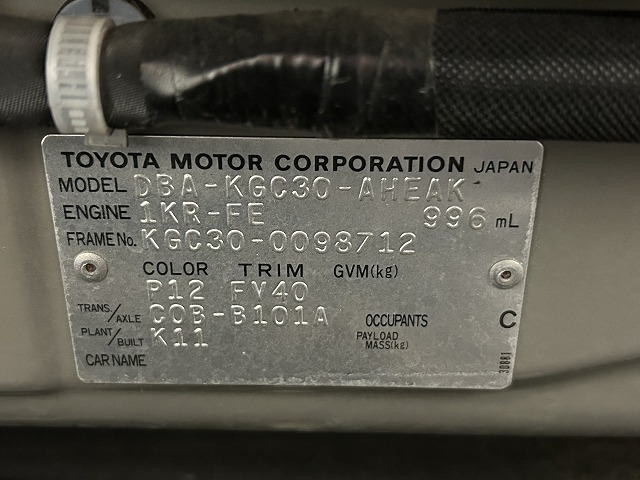 TOYOTA MOTOR CORPORATION JAPAN
MODEL DBA-KGC30-AHEAK
ENGINE 1KR-FE 996 mL
FRAME No. KGC30-0098712
COLOR TRIM GVM(kg)
P12 FY40
TRANS./AXLE C0B-B101A OCCUPANTS C
PLANT/BUILT K11 PAYLOAD MASS(kg)
CAR NAME